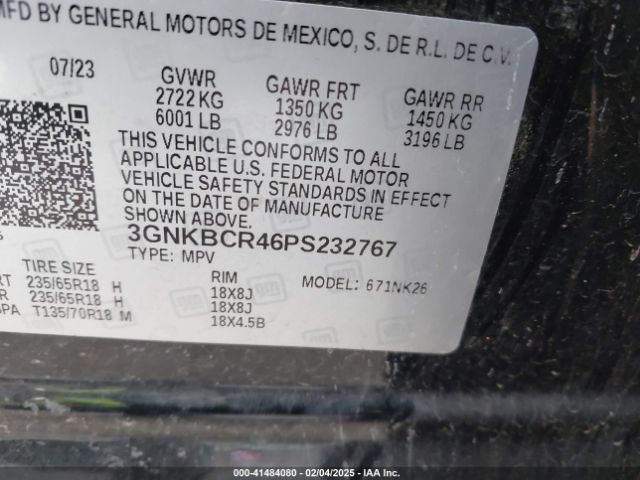 MFD BY GENERAL MOTORS DE MEXICO, S. DE R.L. DE C.V.
07/23 GVWR GAWR FRT GAWR RR
2722 KG 1350 KG 1450 KG
6001 LB 2976 LB 3196 LB
THIS VEHICLE CONFORMS TO ALL
APPLICABLE U.S. FEDERAL MOTOR
VEHICLE SAFETY STANDARDS IN EFFECT
ON THE DATE OF MANUFACTURE
SHOWN ABOVE.
3GNKBCR46PS232767
TYPE: MPV
TIRE SIZE RIM MODEL: 671NK26
RT 235/65R18 H 18X8J
R 235/65R18 H 18X8J
SPA T135/70R18 M 18X4.5B
000-41484080 - 02/04/2025 - IAA Inc.